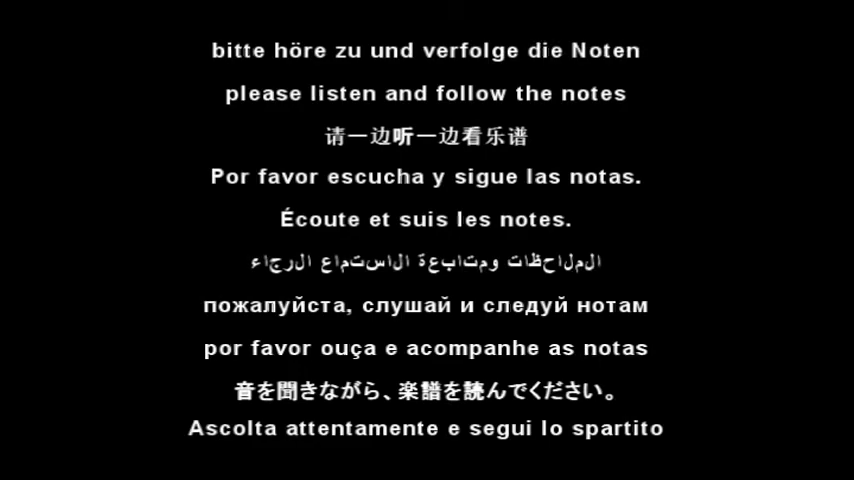 bitte höre zu und verfolge die Noten
please listen and follow the notes
请一边听一边看乐谱
Por favor escucha y sigue las notas.
Écoute et suis les notes.
الملاحظات ومتابعة الاستماع الرجاء
пожалуйста, слушай и следуй нотам
por favor ouça e acompanhe as notas
音を聞きながら、楽譜を読んでください。
Ascolta attentamente e segui lo spartito